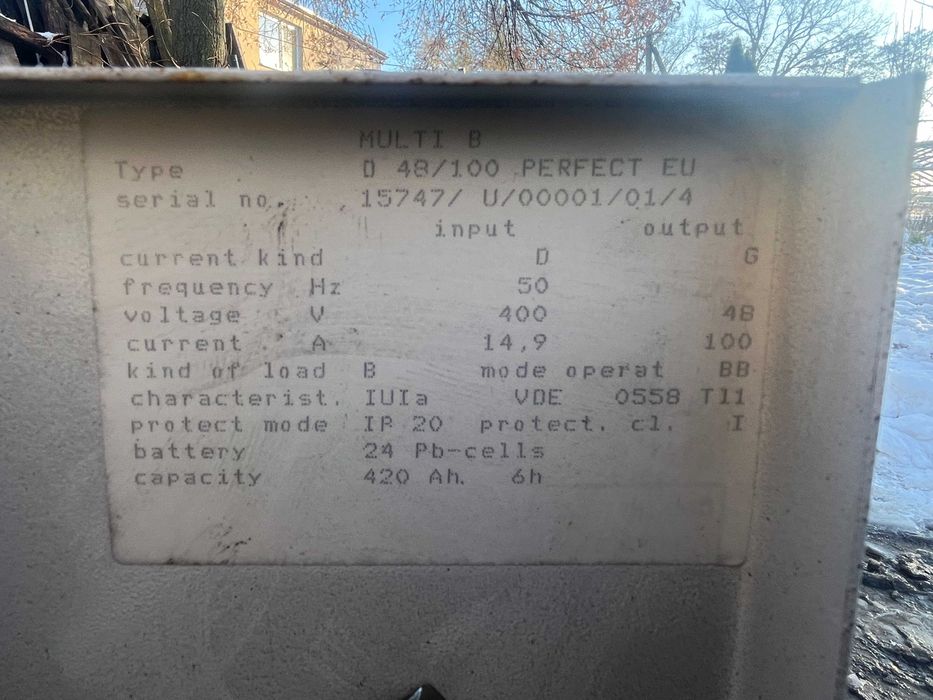 MULTI B
Type D 48/100 PERFECT EU
serial no. 15747/ U/00001/01/4
input output
current kind D G
frequency Hz 50
voltage V 400 48
current A 14,9 100
kind of load B mode operat BB
characterist. IUIa VDE 0558 T11
protect mode IP 20 protect. cl. I
battery 24 Pb-cells
capacity 420 Ah. 6h